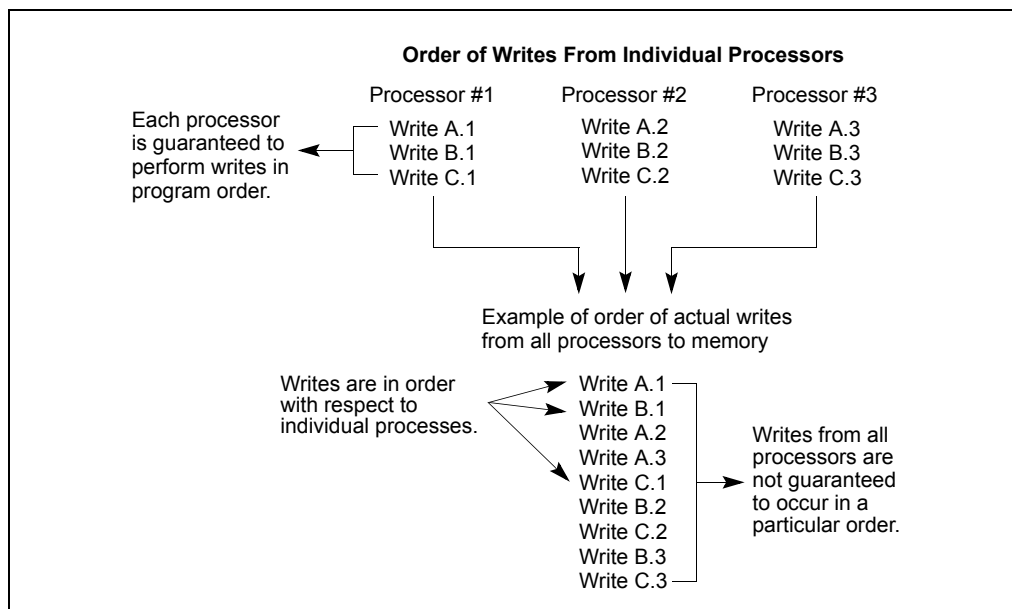 Order of Writes From Individual Processors
Processor #1
Processor #2
Processor #3
Each processor
is guaranteed to
perform writes in
program order.
Write A.1
Write B.1
Write C.1
Write A.2
Write B.2
Write C.2
Write A.3
Write B.3
Write C.3
Example of order of actual writes
from all processors to memory
Writes are in order
with respect to
individual processes.
Write A.1
Write B.1
Write A.2
Write A.3
Write C.1
Write B.2
Write C.2
Write B.3
Write C.3
Writes from all
processors are
not guaranteed
to occur in a
particular order.